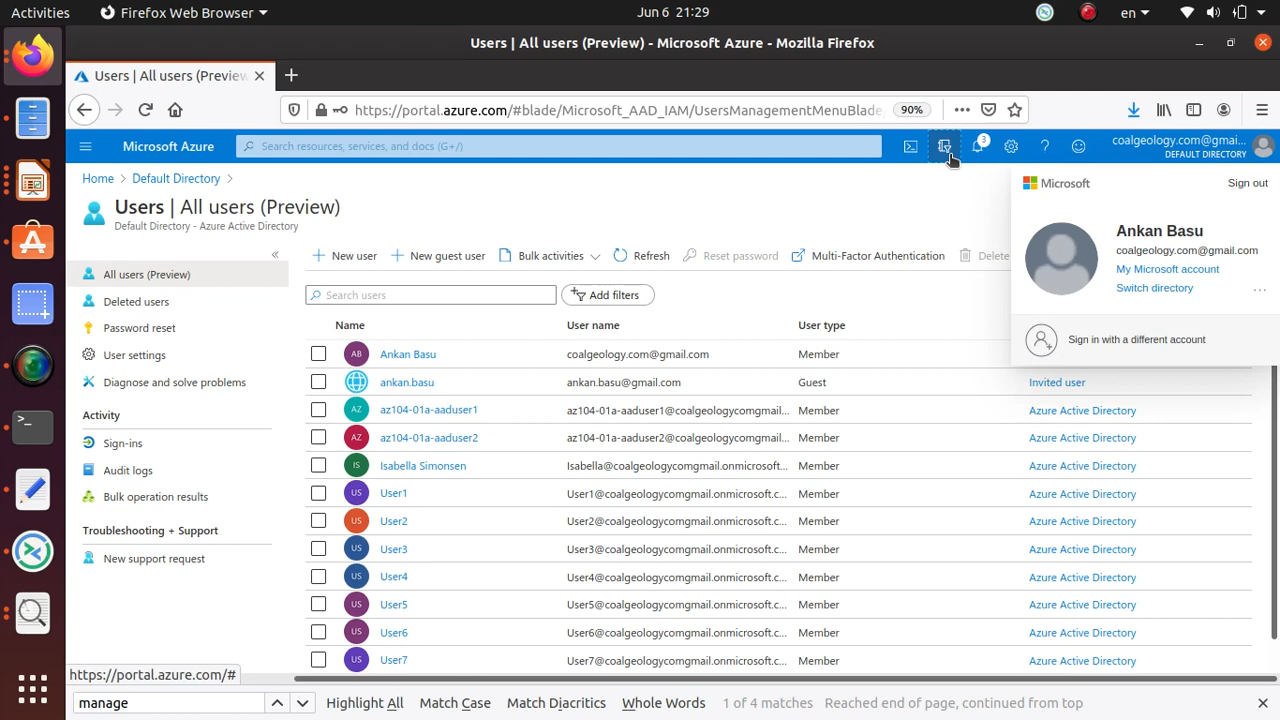 Activities
Firefox Web Browser
Jun 6 21:29
en
Users | All users (Preview) - Microsoft Azure - Mozilla Firefox
Users | All users (Preview
https://portal.azure.com/#blade/Microsoft_AAD_IAM/UsersManagementMenuBlade
90%
Microsoft Azure
Search resources, services, and docs (G+/)
3
coalgeology.com@gmai...
DEFAULT DIRECTORY
Home
Default Directory
Users | All users (Preview)
Default Directory - Azure Active Directory
Microsoft
Sign out
Ankan Basu
coalgeology.com@gmail.com
My Microsoft account
Switch directory
...
Sign in with a different account
All users (Preview)
Deleted users
Password reset
User settings
Diagnose and solve problems
Activity
Sign-ins
Audit logs
Bulk operation results
Troubleshooting + Support
New support request
New user
New guest user
Bulk activities
Refresh
Reset password
Multi-Factor Authentication
Delete
Search users
Add filters
Name User name User type
AB Ankan Basu coalgeology.com@gmail.com Member
ankan.basu ankan.basu@gmail.com Guest Invited user
AZ az104-01a-aaduser1 az104-01a-aaduser1@coalgeologycomgmail... Member Azure Active Directory
AZ az104-01a-aaduser2 az104-01a-aaduser2@coalgeologycomgmail... Member Azure Active Directory
IS Isabella Simonsen Isabella@coalgeologycomgmail.onmicrosoft... Member Azure Active Directory
US User1 User1@coalgeologycomgmail.onmicrosoft.c... Member Azure Active Directory
US User2 User2@coalgeologycomgmail.onmicrosoft.c... Member Azure Active Directory
US User3 User3@coalgeologycomgmail.onmicrosoft.c... Member Azure Active Directory
US User4 User4@coalgeologycomgmail.onmicrosoft.c... Member Azure Active Directory
US User5 User5@coalgeologycomgmail.onmicrosoft.c... Member Azure Active Directory
US User6 User6@coalgeologycomgmail.onmicrosoft.c... Member Azure Active Directory
US User7 User7@coalgeologycomgmail.onmicrosoft.c... Member Azure Active Directory
https://portal.azure.com/#
manage
Highlight All
Match Case
Match Diacritics
Whole Words
1 of 4 matches
Reached end of page, continued from top